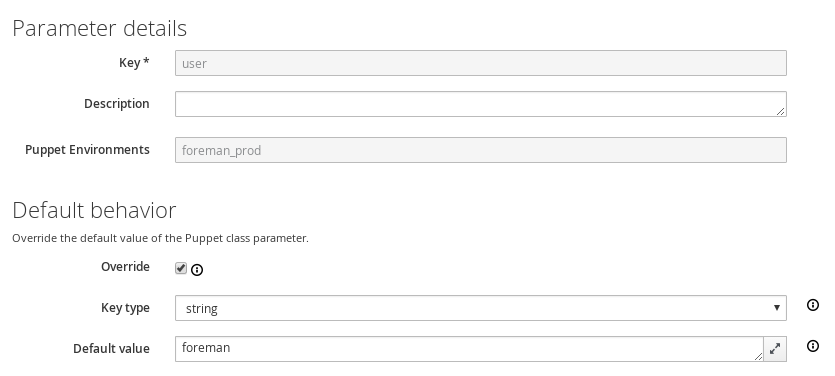 Parameter details
Key * user
Description
Puppet Environments foreman_prod
Default behavior
Override the default value of the Puppet class parameter.
Override
Key type string
Default value foreman